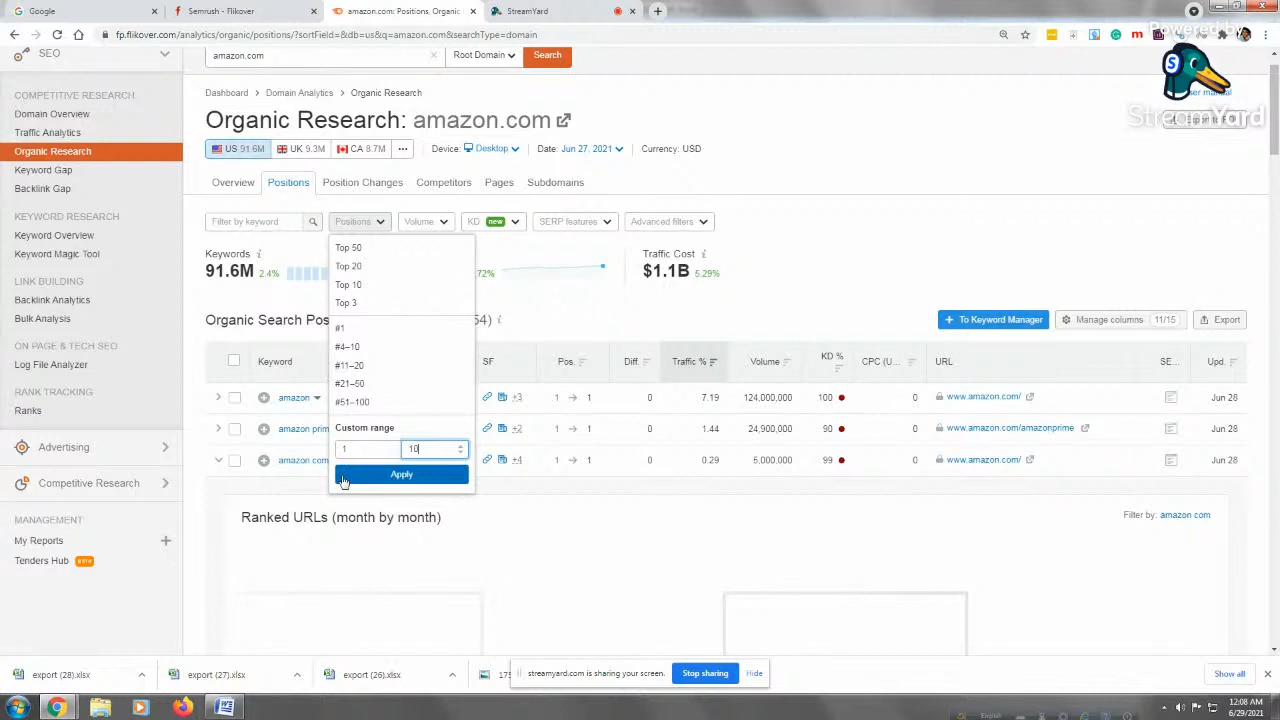 Google
Semrush - Flikover
amazon.com: Positions, Organic
StreamYard
fp.flikover.com/analytics/organic/positions/?sortField=&db=us&q=amazon.com&searchType=domain
Powered by
StreamYard
SEO
amazon.com
Root Domain
Search
COMPETITIVE RESEARCH
Domain Overview
Traffic Analytics
Organic Research
Keyword Gap
Backlink Gap
KEYWORD RESEARCH
Keyword Overview
Keyword Magic Tool
LINK BUILDING
Backlink Analytics
Bulk Analysis
ON PAGE & TECH SEO
Log File Analyzer
RANK TRACKING
Ranks
Advertising
Competitive Research
MANAGEMENT
My Reports
Tenders Hub BETA
Dashboard > Domain Analytics > Organic Research
Organic Research: amazon.com
US 91.6M UK 9.3M CA 8.7M ... Device: Desktop Date: Jun 27, 2021 Currency: USD
Overview Positions Position Changes Competitors Pages Subdomains
Filter by keyword Positions Volume KD new SERP features Advanced filters
Top 50
Top 20
Top 10
Top 3
#1
#4–10
#11–20
#21–50
#51–100
Custom range
1 10
Apply
Keywords i
91.6M 2.4%
72%
Traffic Cost i
$1.1B 5.29%
Organic Search Pos 54) i
+ To Keyword Manager
Manage columns 11/15
Export
Keyword SF Pos. Diff. Traffic % Volume KD % CPC (U... URL SE... Upd.
amazon +3 1 → 1 0 7.19 124,000,000 100 0 www.amazon.com/ Jun 28
amazon prim +2 1 → 1 0 1.44 24,900,000 90 0 www.amazon.com/amazonprime Jun 28
amazon com +4 1 → 1 0 0.29 5,000,000 99 0 www.amazon.com/ Jun 28
Ranked URLs (month by month)
Filter by: amazon com
export (28).xlsx
export (27).xlsx
export (26).xlsx
streamyard.com is sharing your screen.
Stop sharing
Hide
Show all
English
12:08 AM
6/29/2021